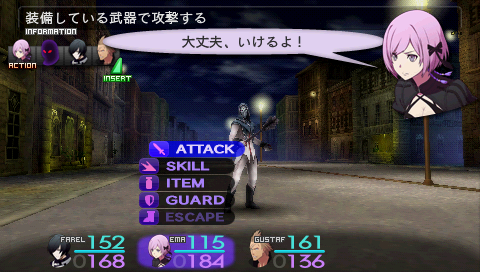 装備している武器で攻撃する
INFORMATION
大丈夫、いけるよ！
ACTION
INSERT
ATTACK
SKILL
ITEM
GUARD
ESCAPE
FAREL 152
0168
EMA 115
0184
GUSTAF 161
0136